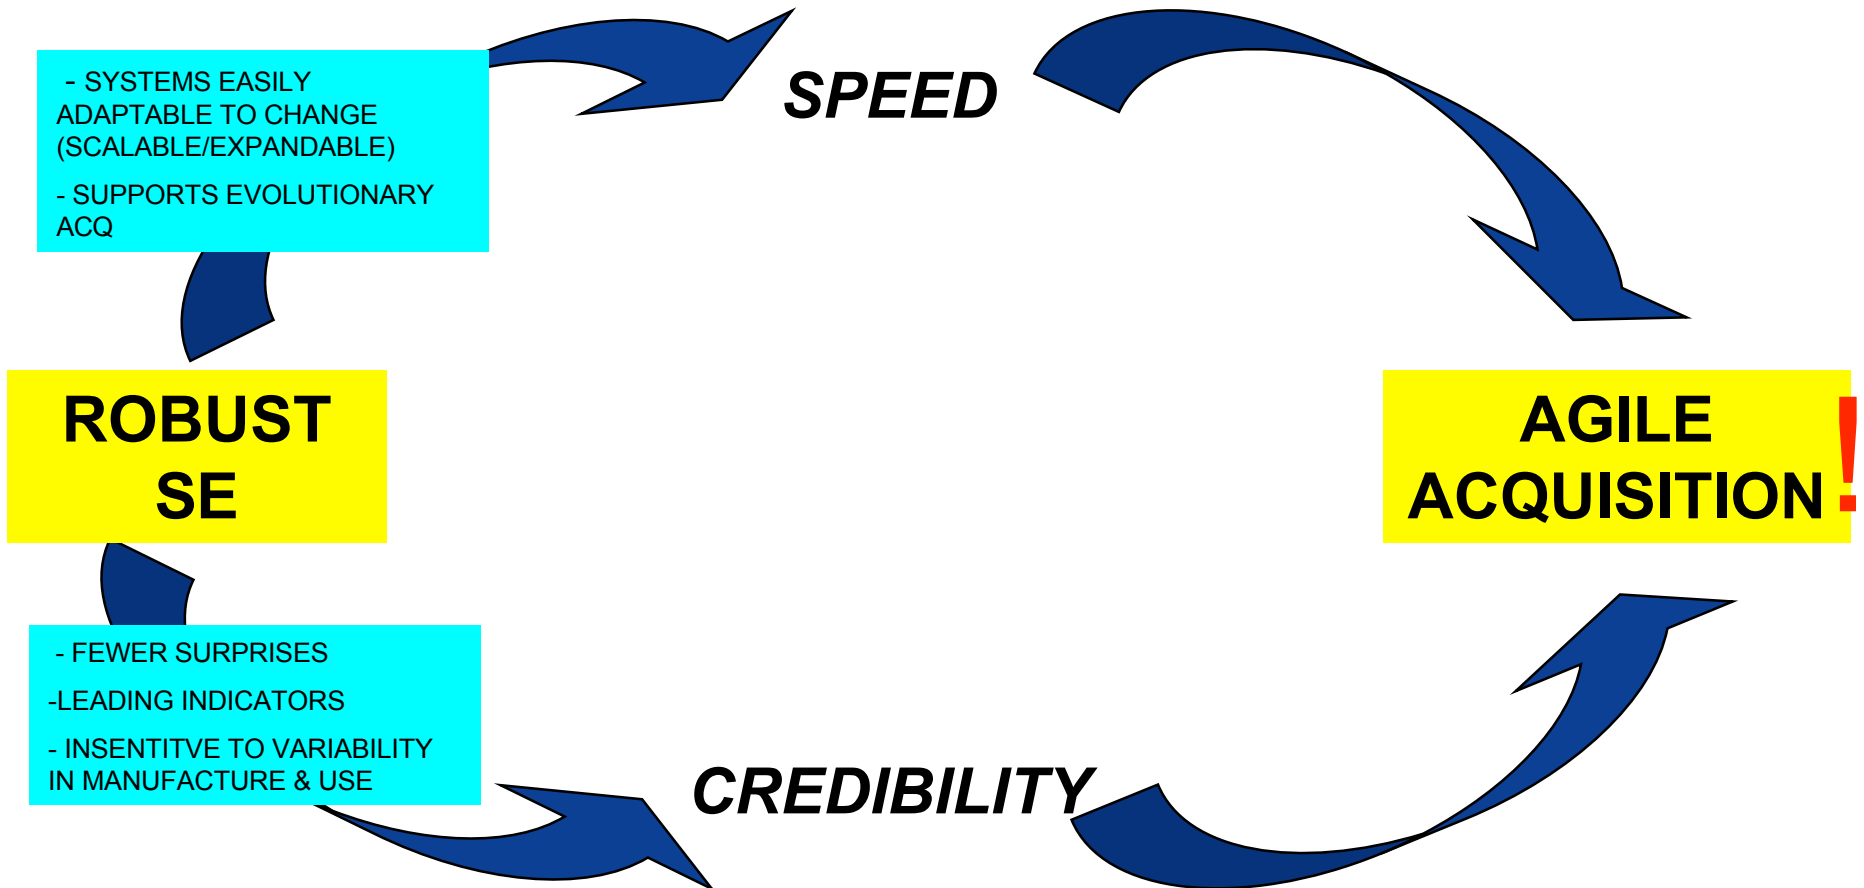 - SYSTEMS EASILY
ADAPTABLE TO CHANGE
(SCALABLE/EXPANDABLE)
- SUPPORTS EVOLUTIONARY
ACQ
SPEED
ROBUST
SE
AGILE
ACQUISITION!
- FEWER SURPRISES
-LEADING INDICATORS
- INSENTITVE TO VARIABILITY
IN MANUFACTURE & USE
CREDIBILITY